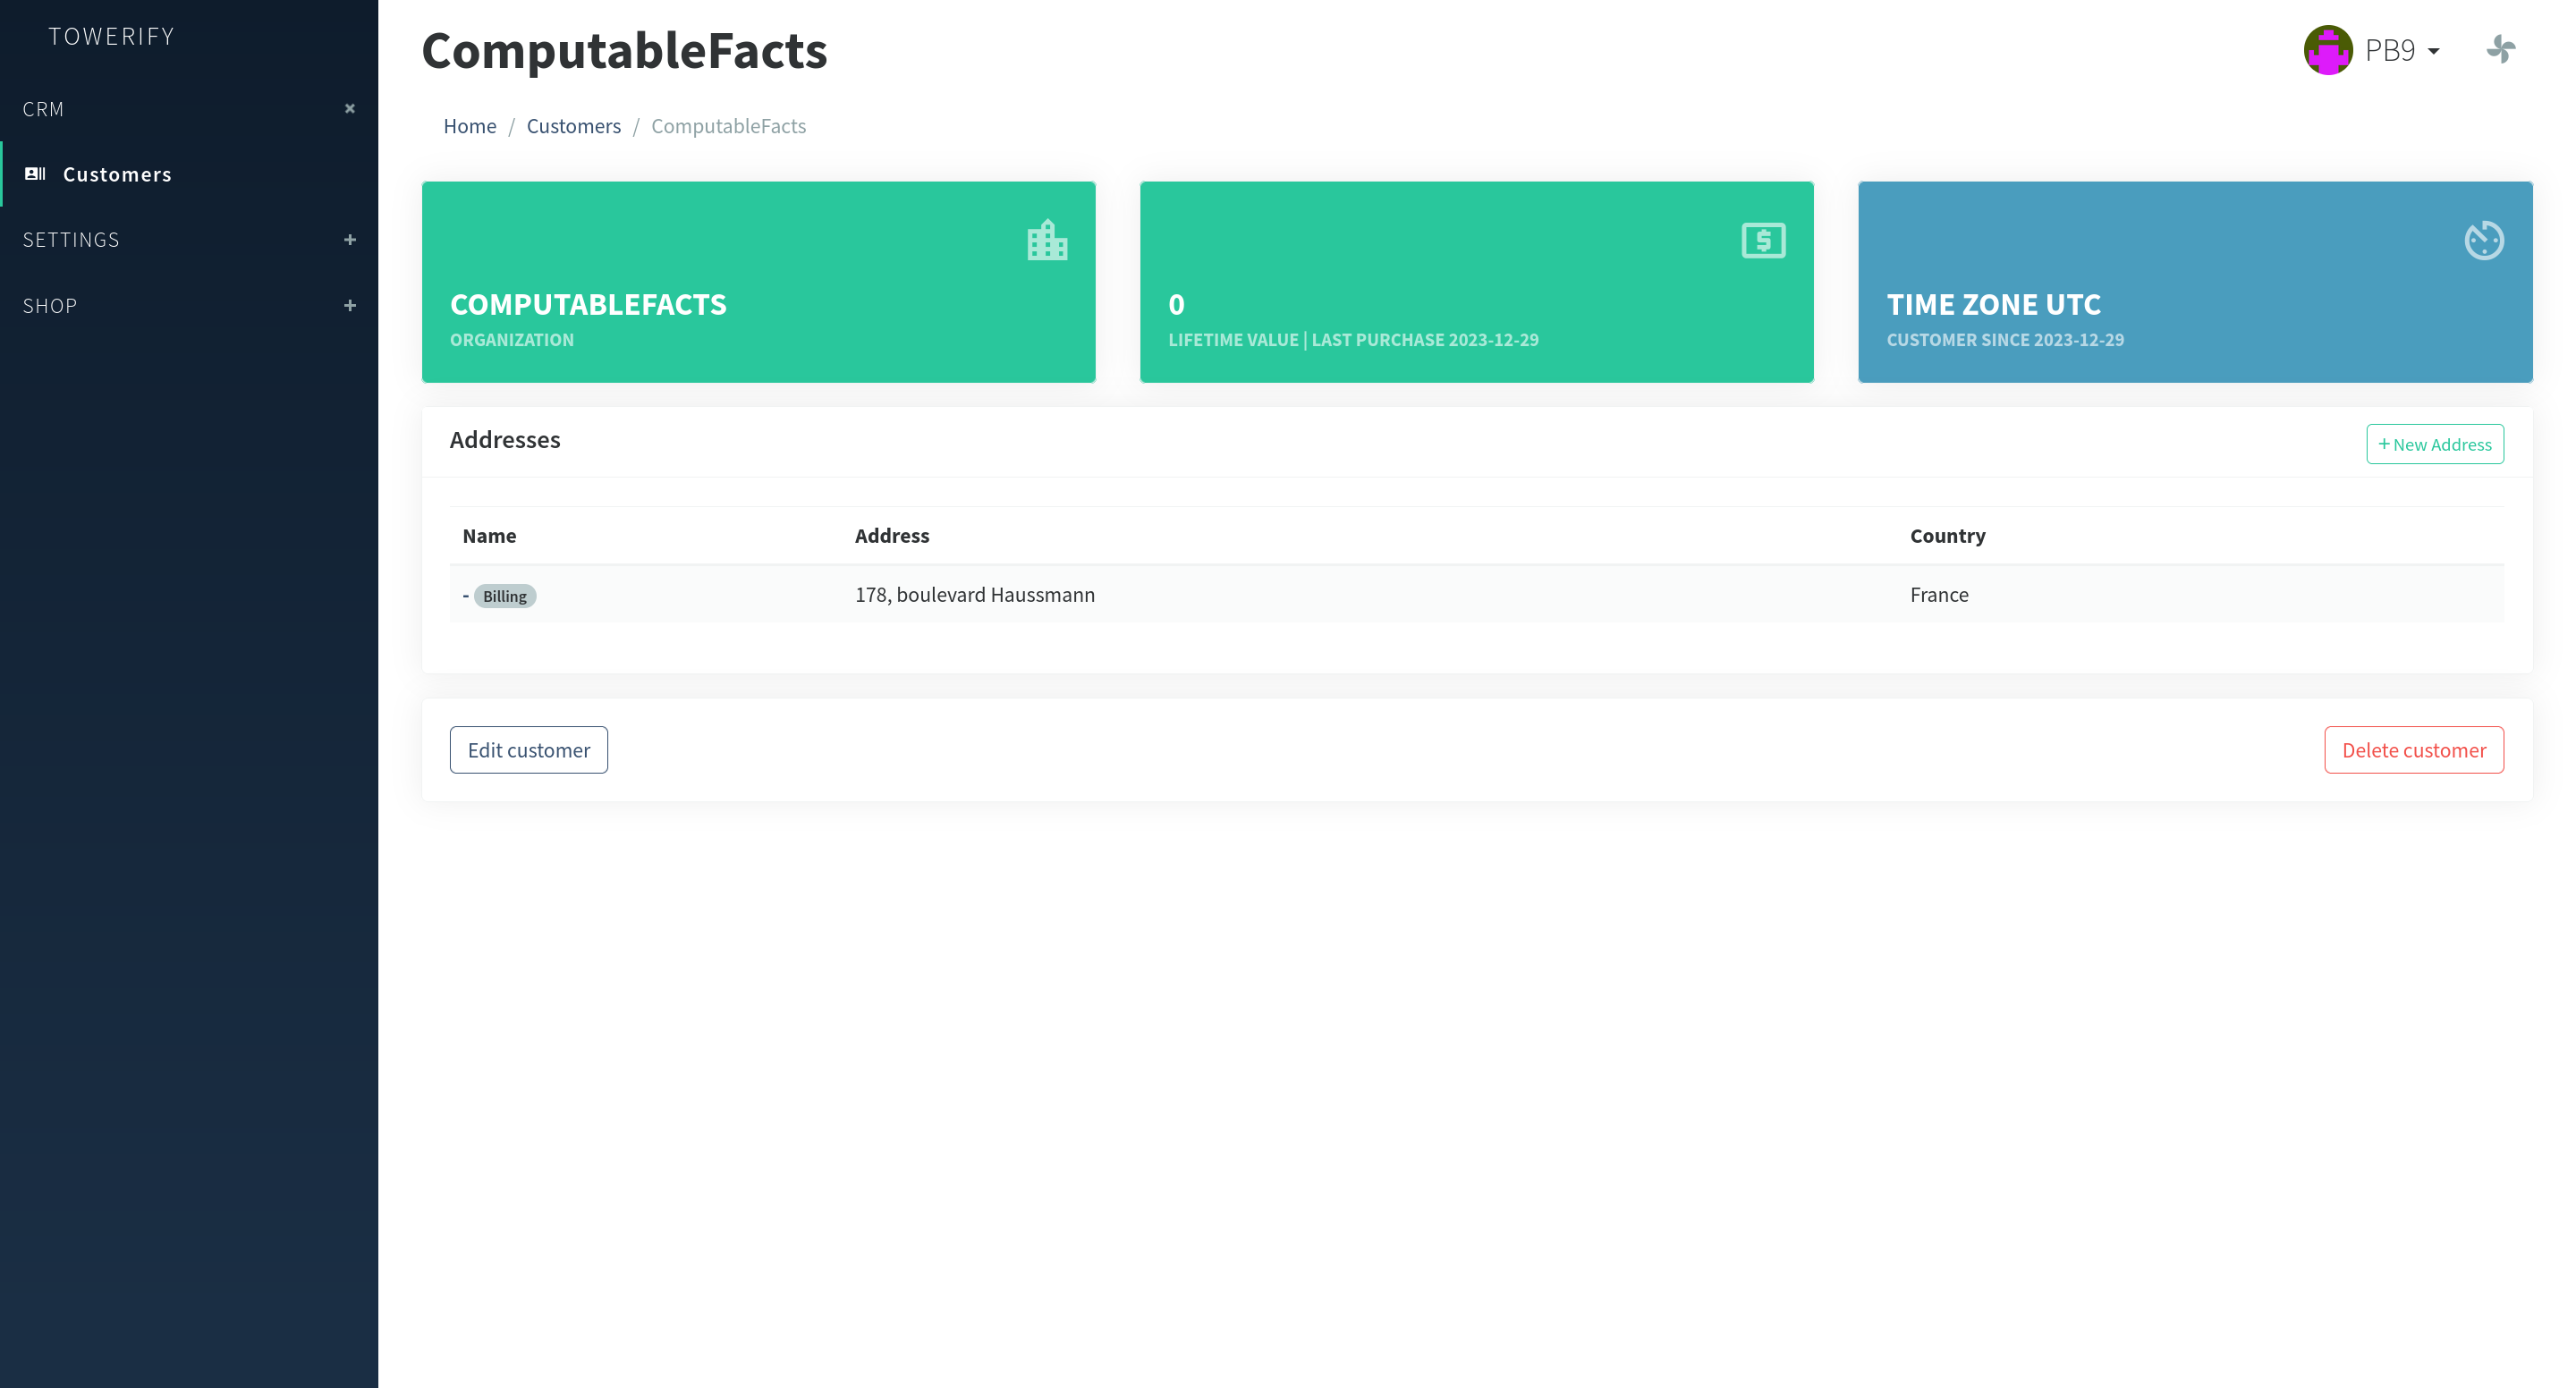 TOWERIFY
CRM
Customers
SETTINGS
SHOP
ComputableFacts
PB9
Home / Customers / ComputableFacts
COMPUTABLEFACTS
ORGANIZATION
0
LIFETIME VALUE | LAST PURCHASE 2023-12-29
TIME ZONE UTC
CUSTOMER SINCE 2023-12-29
Addresses
+ New Address
Name Address Country
- Billing 178, boulevard Haussmann France
Edit customer
Delete customer